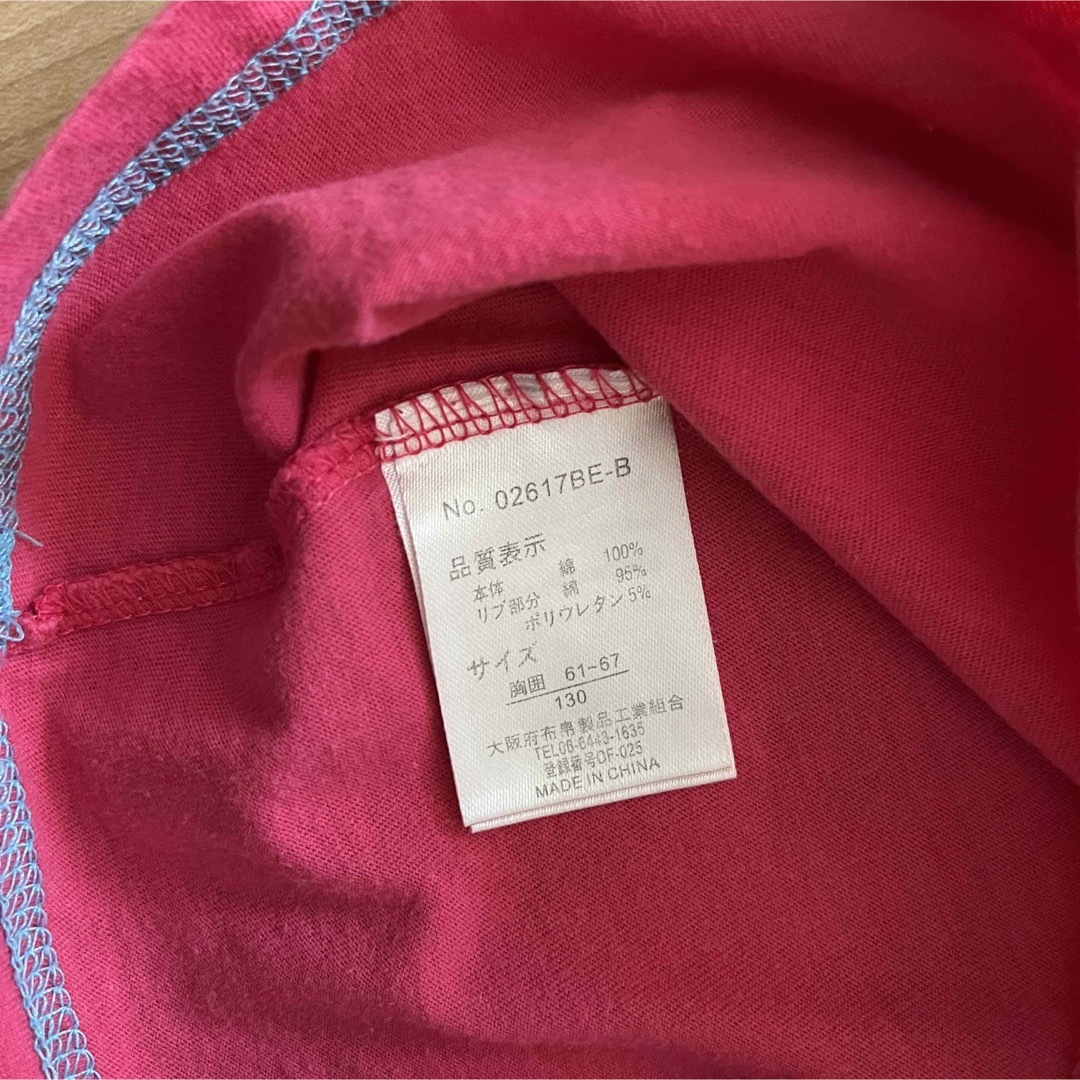 No. 02617BE-B
品質表示
本体 綿 100%
リブ部分 綿 95%
ポリウレタン 5%
サイズ
胸囲 61~67
130
大阪府布帛製品工業組合
TEL06-6443-1635
登録番号OF-025
MADE IN CHINA